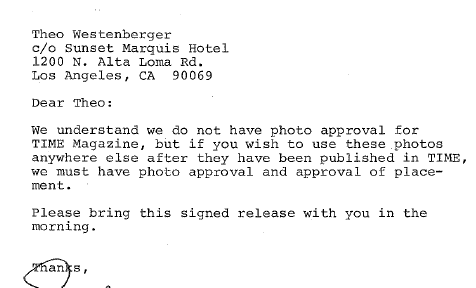 Theo Westenberger
c/o Sunset Marquis Hotel
1200 N. Alta Loma Rd.
Los Angeles, CA  90069
Dear Theo:
We understand we do not have photo approval for
TIME Magazine, but if you wish to use these photos
anywhere else after they have been published in TIME,
we must have photo approval and approval of place-
ment.
Please bring this signed release with you in the
morning.
Thanks,